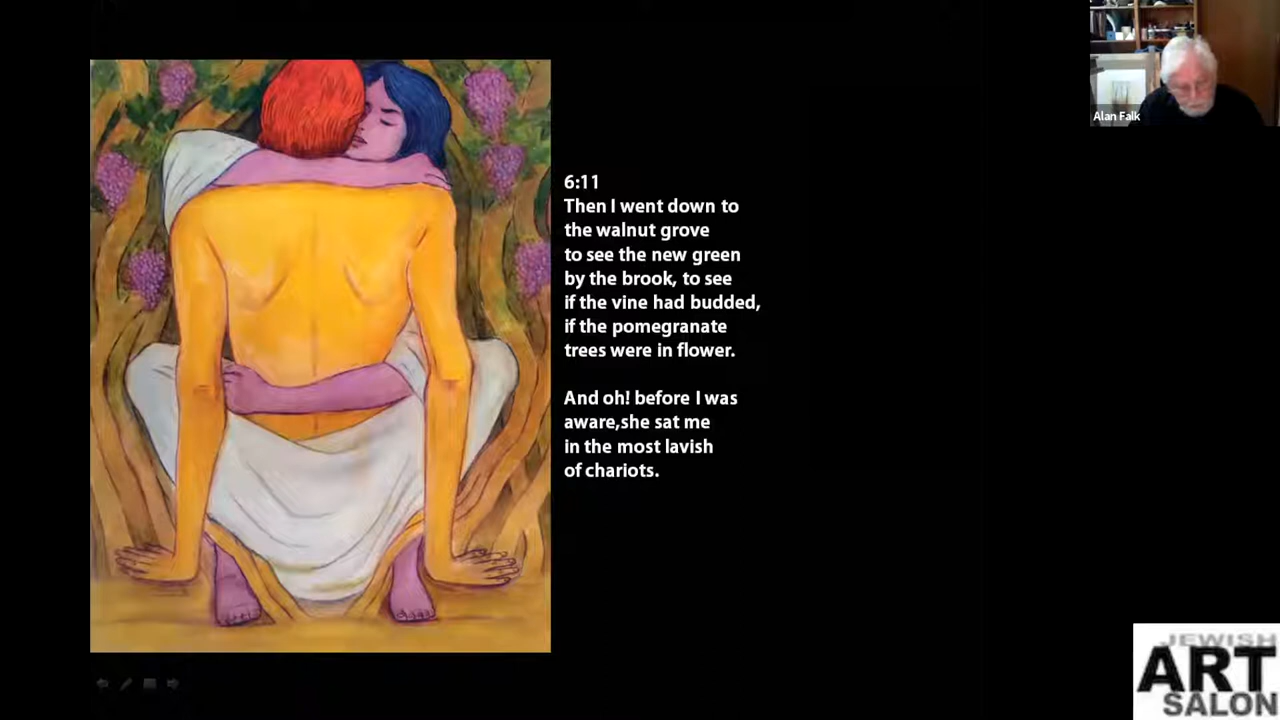 6:11
Then I went down to
the walnut grove
to see the new green
by the brook, to see
if the vine had budded,
if the pomegranate
trees were in flower.
And oh! before I was
aware,she sat me
in the most lavish
of chariots.
Alan Falk
JEWISH
ART
SALON